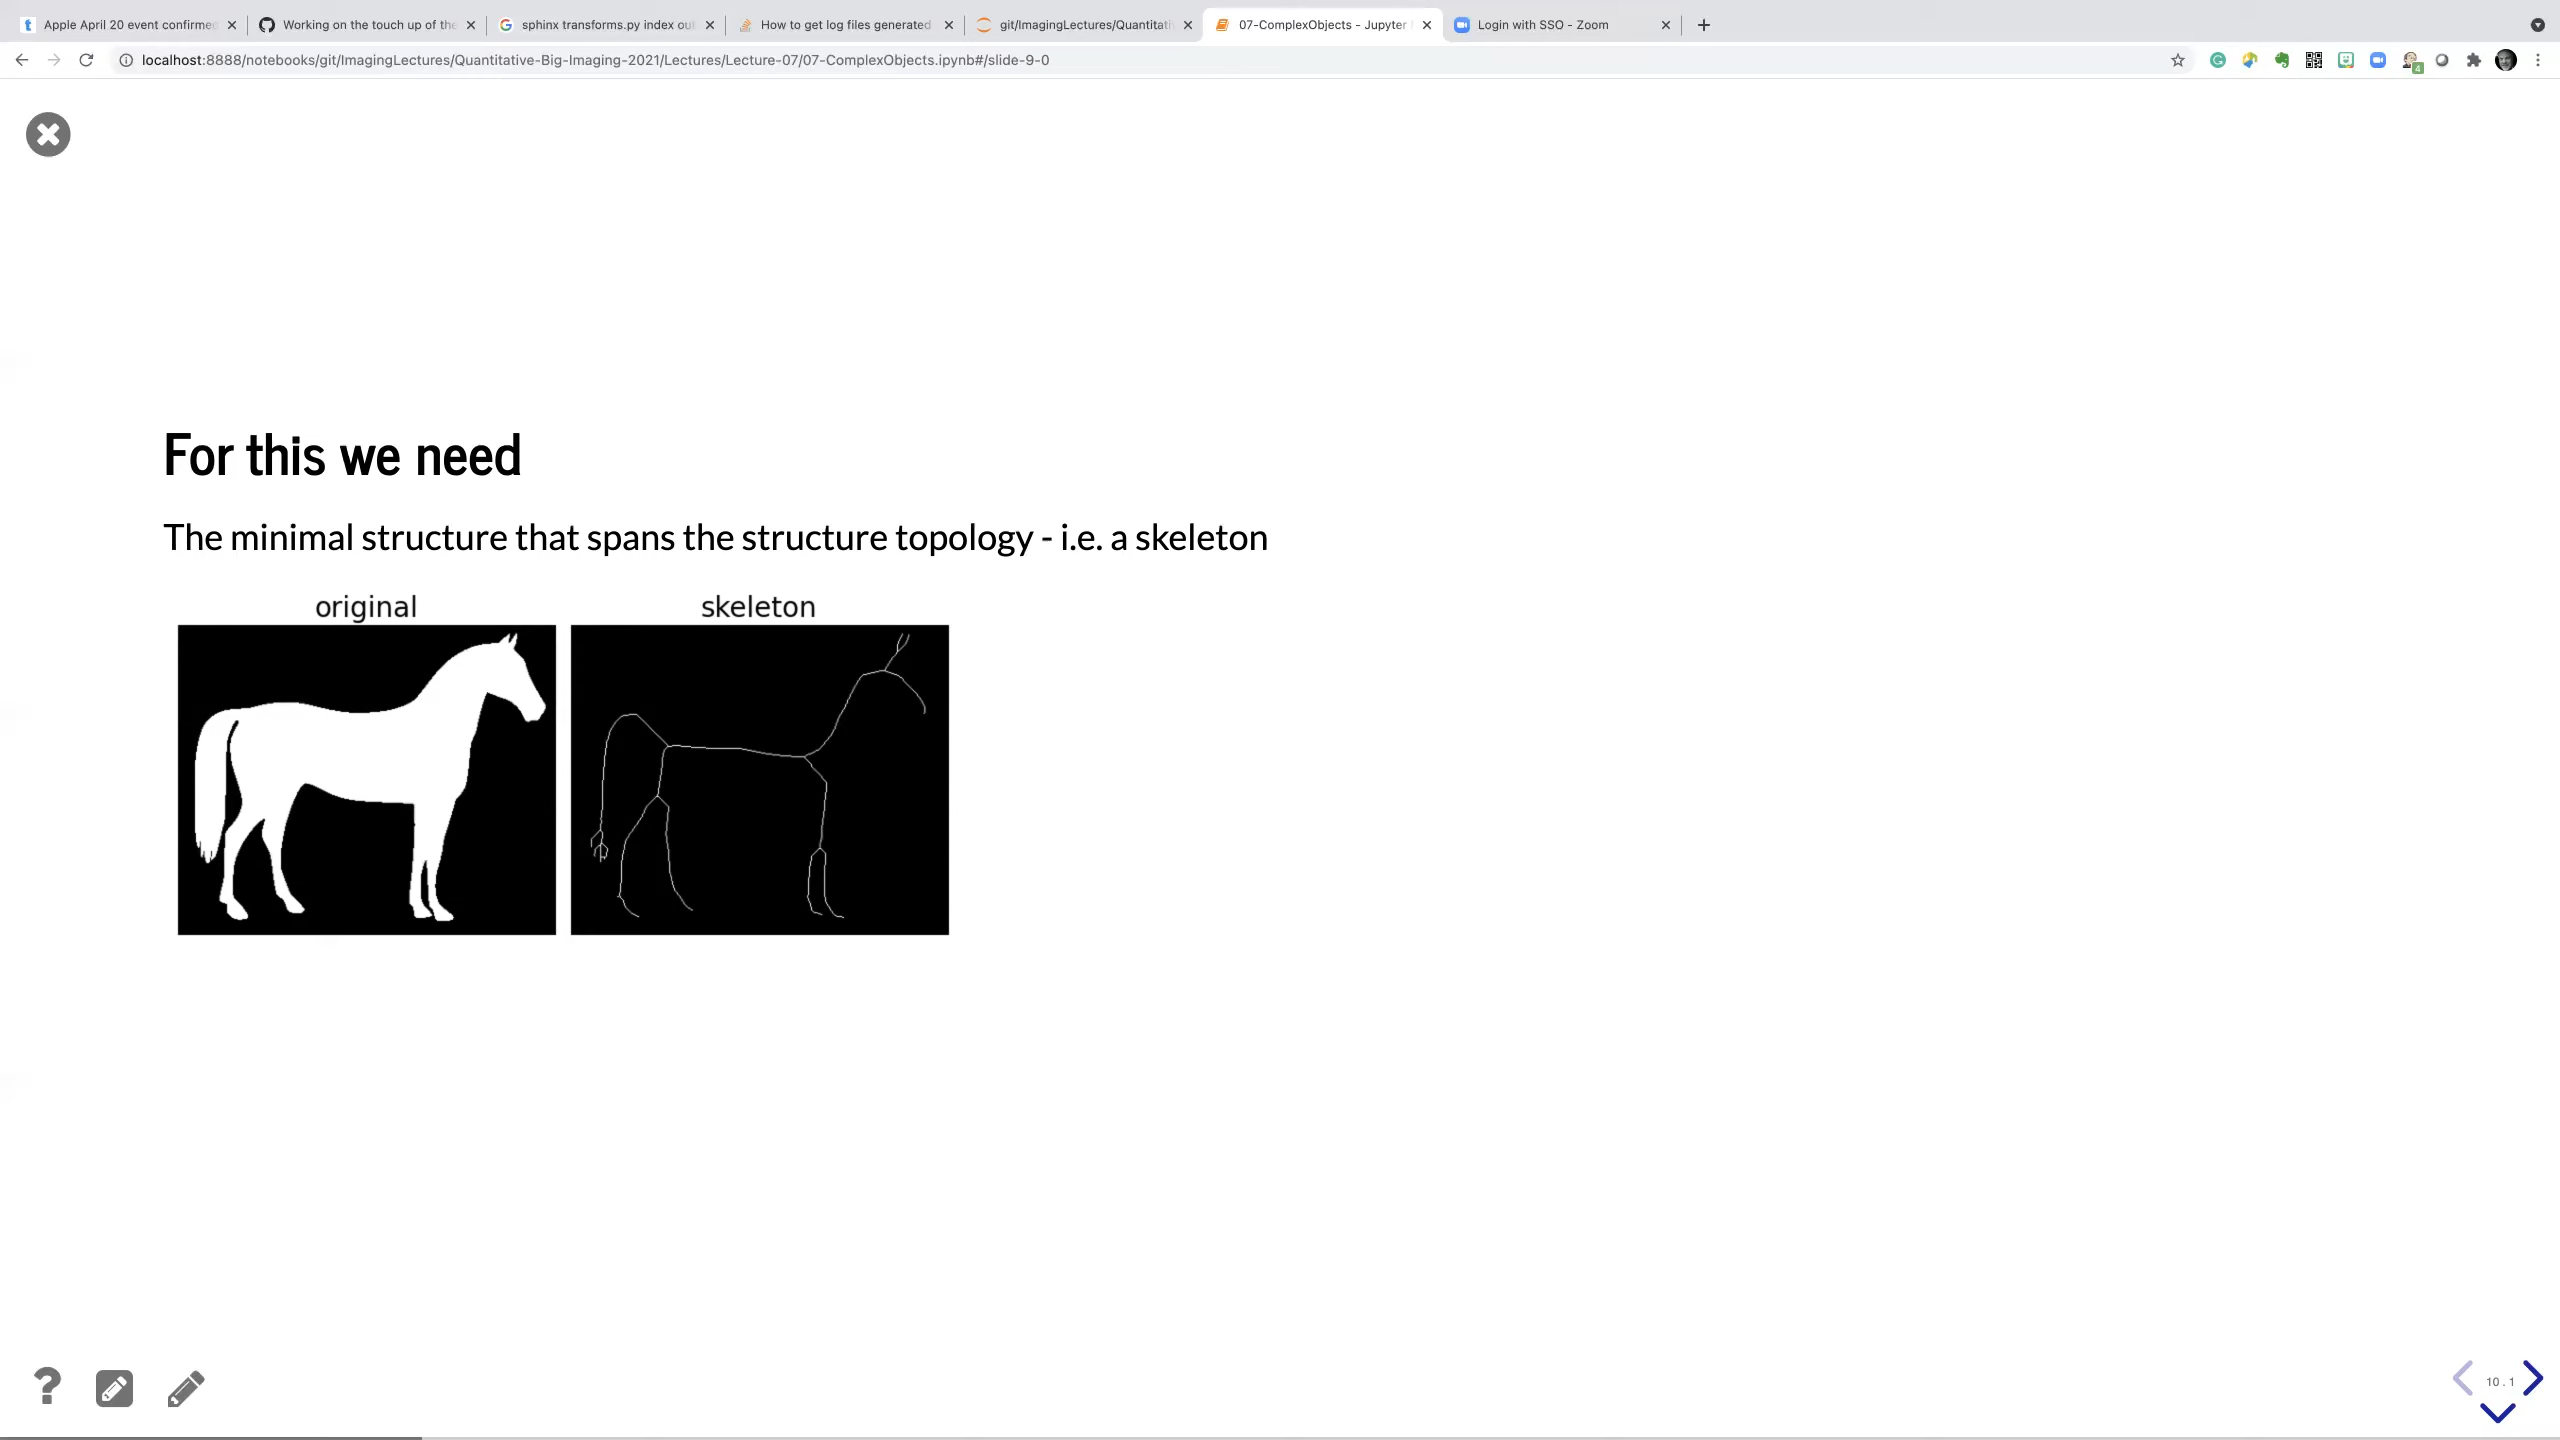 Apple April 20 event confirmed
Working on the touch up of the
sphinx transforms.py index out
How to get log files generated
git/ImagingLectures/Quantitati
07-ComplexObjects - Jupyter
Login with SSO - Zoom
localhost:8888/notebooks/git/ImagingLectures/Quantitative-Big-Imaging-2021/Lectures/Lecture-07/07-ComplexObjects.ipynb#/slide-9-0
4
For this we need
The minimal structure that spans the structure topology - i.e. a skeleton
original
skeleton
10.1